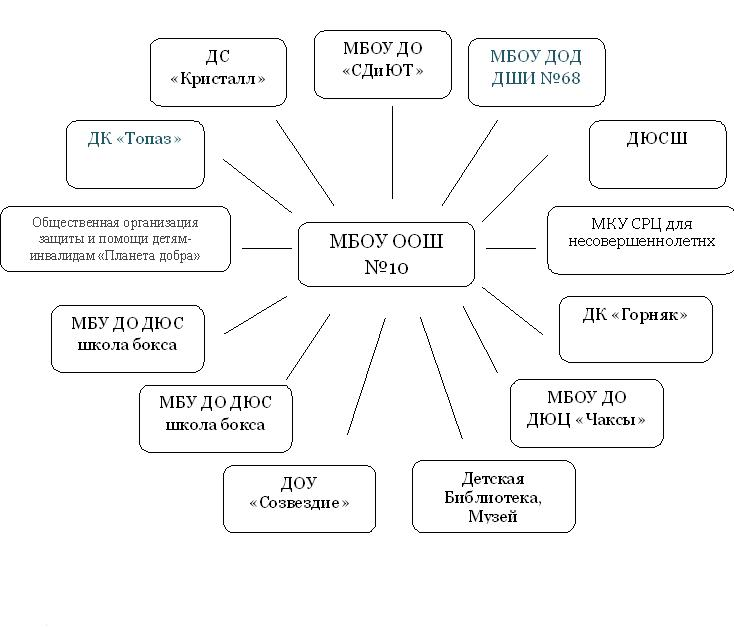 ДС
«Кристалл»
МБОУ ДО
«СДиЮТ»
МБОУ ДОД
ДШИ №68
ДК «Топаз»
ДЮСШ
Общественная организация
защиты и помощи детям-
инвалидам «Планета добра»
МБОУ ООШ
№10
МКУ СРЦ для
несовершеннолетнх
МБУ ДО ДЮС
школа бокса
ДК «Горняк»
МБУ ДО ДЮС
школа бокса
МБОУ ДО
ДЮЦ «Чаксы»
ДОУ
«Созвездие»
Детская
Библиотека,
Музей